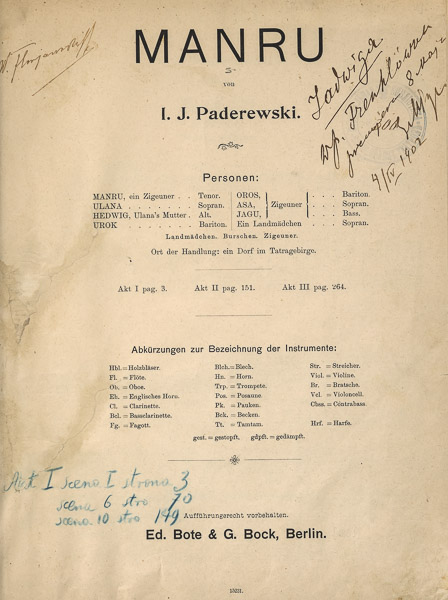 MANRU
von
I. J. Paderewski.
Jadwiga
wp. Frenklówna
4/IV 1902
Personen:
MANRU, ein Zigeuner . . Tenor.
ULANA . . . . . Sopran.
HEDWIG, Ulana's Mutter . Alt.
UROK . . . . . Bariton.
OROS, . . . Bariton.
ASA, Zigeuner . . . Sopran.
JAGU, . . . Bass.
Ein Landmädchen . . Sopran.
Landmädchen. Burschen. Zigeuner.
Ort der Handlung: ein Dorf im Tatragebirge.
Akt I pag. 3. Akt II pag. 151. Akt III pag. 264.
Abkürzungen zur Bezeichnung der Instrumente:
Hbl. = Holzbläser.
Fl. = Flöte.
Ob. = Oboe.
Eh. = Englisches Horn.
Cl. = Clarinette.
Bcl. = Bassclarinette.
Fg. = Fagott.
Blch. = Blech.
Hn. = Horn.
Trp. = Trompete.
Pos. = Posaune.
Pk. = Pauken.
Bck. = Becken.
Tt. = Tamtam.
Str. = Streicher.
Viol. = Violine.
Br. = Bratsche.
Vcl. = Violoncell.
Cbss. = Contrabass.
Hrf. = Harfe.
gest. = gestopft, gdpft. = gedämpft.
Akt I scena I strona 3
scena 6 stro 70
scena 10 stro 149
Aufführungsrecht vorbehalten.
Ed. Bote & G. Bock, Berlin.
15231.